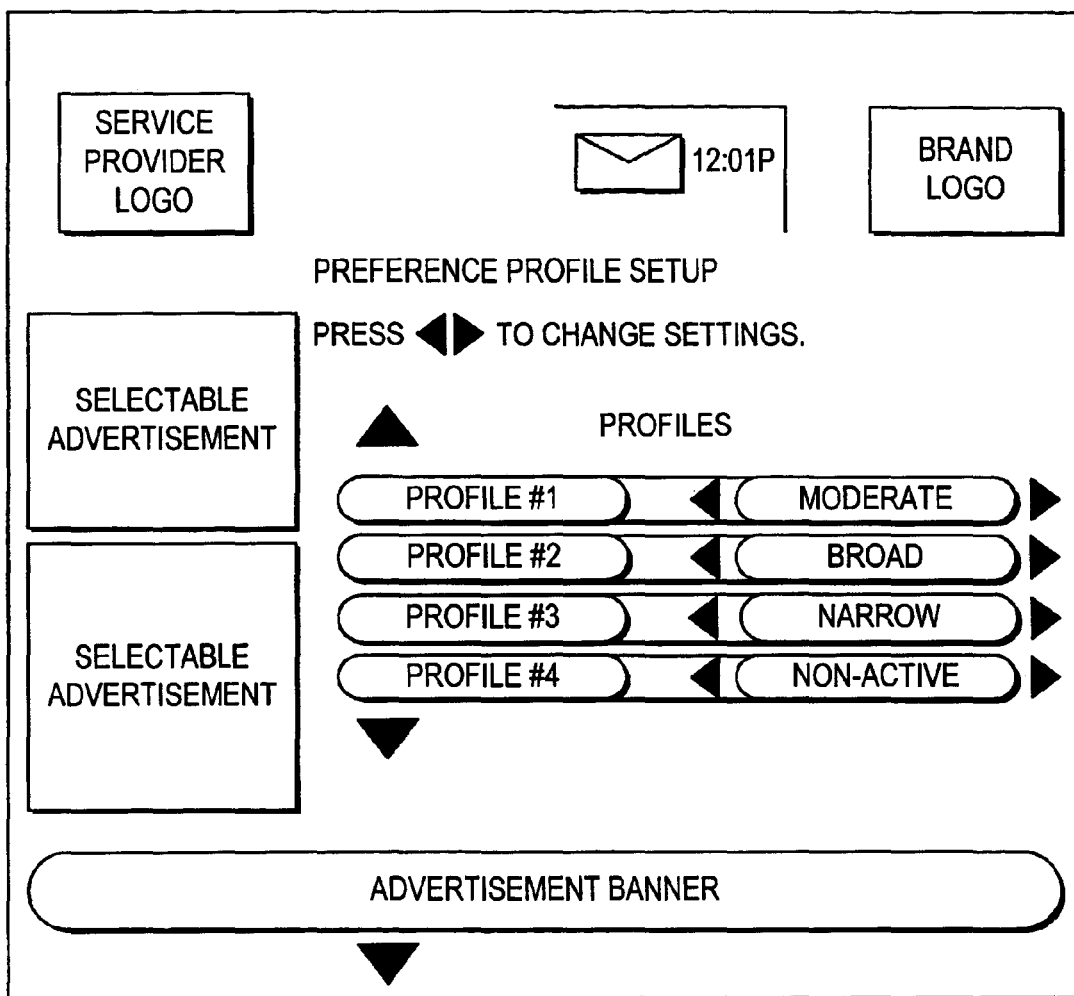 SERVICE
PROVIDER
LOGO
12:01P
BRAND
LOGO
PREFERENCE PROFILE SETUP
PRESS ◀▶ TO CHANGE SETTINGS.
SELECTABLE
ADVERTISEMENT
PROFILES
PROFILE #1 MODERATE
PROFILE #2 BROAD
PROFILE #3 NARROW
PROFILE #4 NON-ACTIVE
SELECTABLE
ADVERTISEMENT
ADVERTISEMENT BANNER